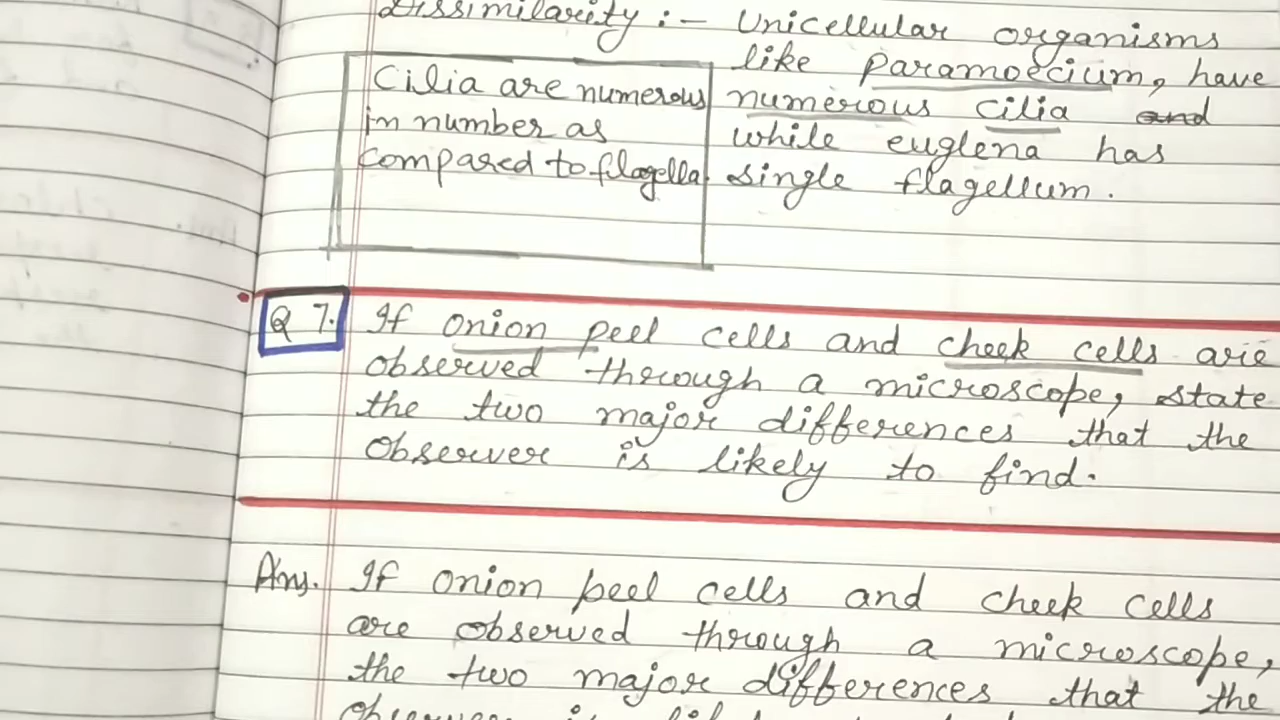 Dissimilarity :- Unicellular organisms
like paramoecium, have
numerous cilia and
while euglena has
single flagellum.
Cilia are numerous
in number as
compared to flagella.
Q 7. If onion peel cells and cheek cells are
observed through a microscope, state
the two major differences that the
observer is likely to find.
Ans. If onion peel cells and cheek cells
are observed through a microscope,
the two major differences that the
observer is